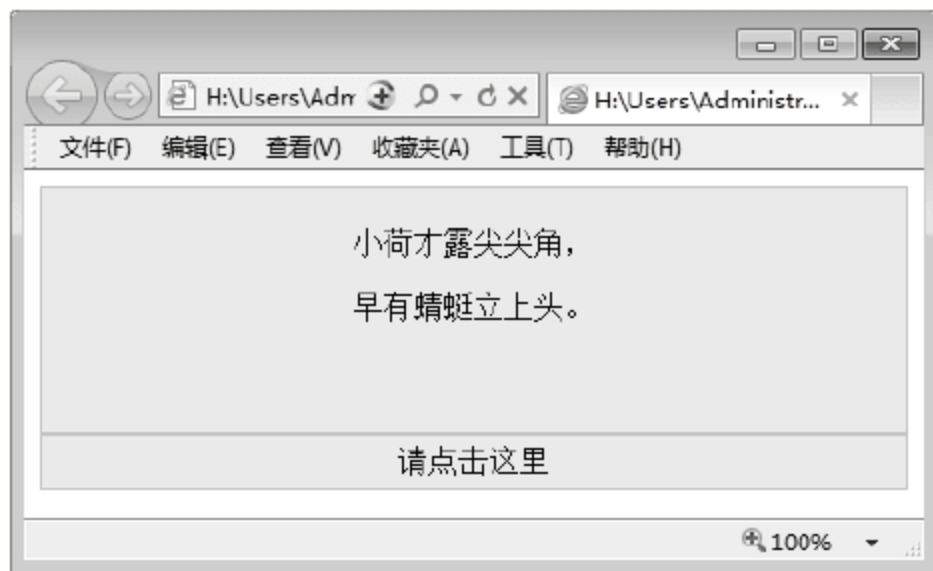 H:\Users\Adm
H:\Users\Administr...
文件(F) 编辑(E) 查看(V) 收藏夹(A) 工具(T) 帮助(H)
小荷才露尖尖角，
早有蜻蜓立上头。
请点击这里
100%